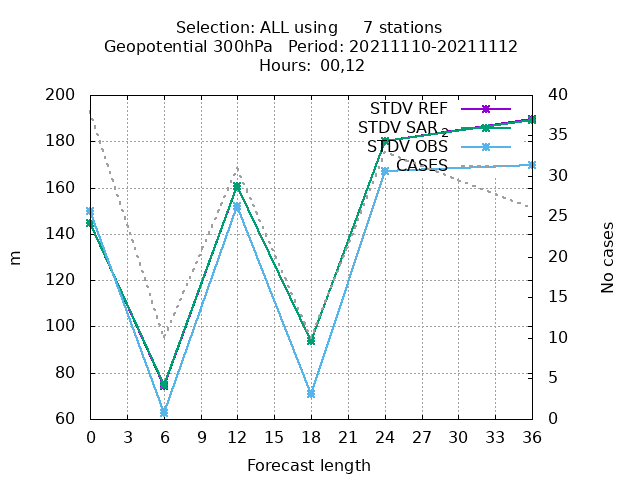 Selection: ALL using 7 stations
Geopotential 300hPa Period: 20211110-20211112
Hours: 00,12
200 40
STDV REF
180 35
STDV SAR₂
STDV OBS
CASES
160 30
140 25
m
120 20
No cases
100 15
10
80 5
60 0
0 3 6 9 12 15 18 21 24 27 30 33 36
Forecast length